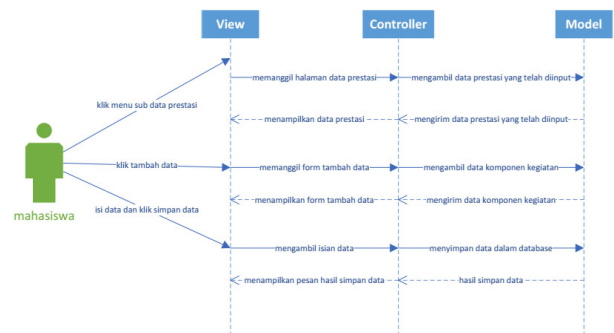 View
Controller
Model
memanggil halaman data prestasi
mengambil data prestasi yang telah diinput
klik menu sub data prestasi
menampilkan data prestasi
mengirim data prestasi yang telah diinput
klik tambah data
memanggil form tambah data
mengambil data komponen kegiatan
menampilkan form tambah data
mengirim data komponen kegiatan
isi data dan klik simpan data
mahasiswa
mengambil isian data
menyimpan data dalam database
menampilkan pesan hasil simpan data
hasil simpan data